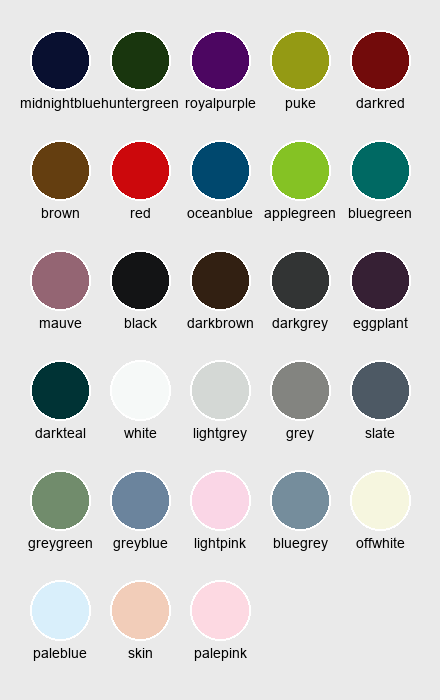 midnightblue huntergreen royalpurple puke darkred
brown red oceanblue applegreen bluegreen
mauve black darkbrown darkgrey eggplant
darkteal white lightgrey grey slate
greygreen greyblue lightpink bluegrey offwhite
paleblue skin palepink